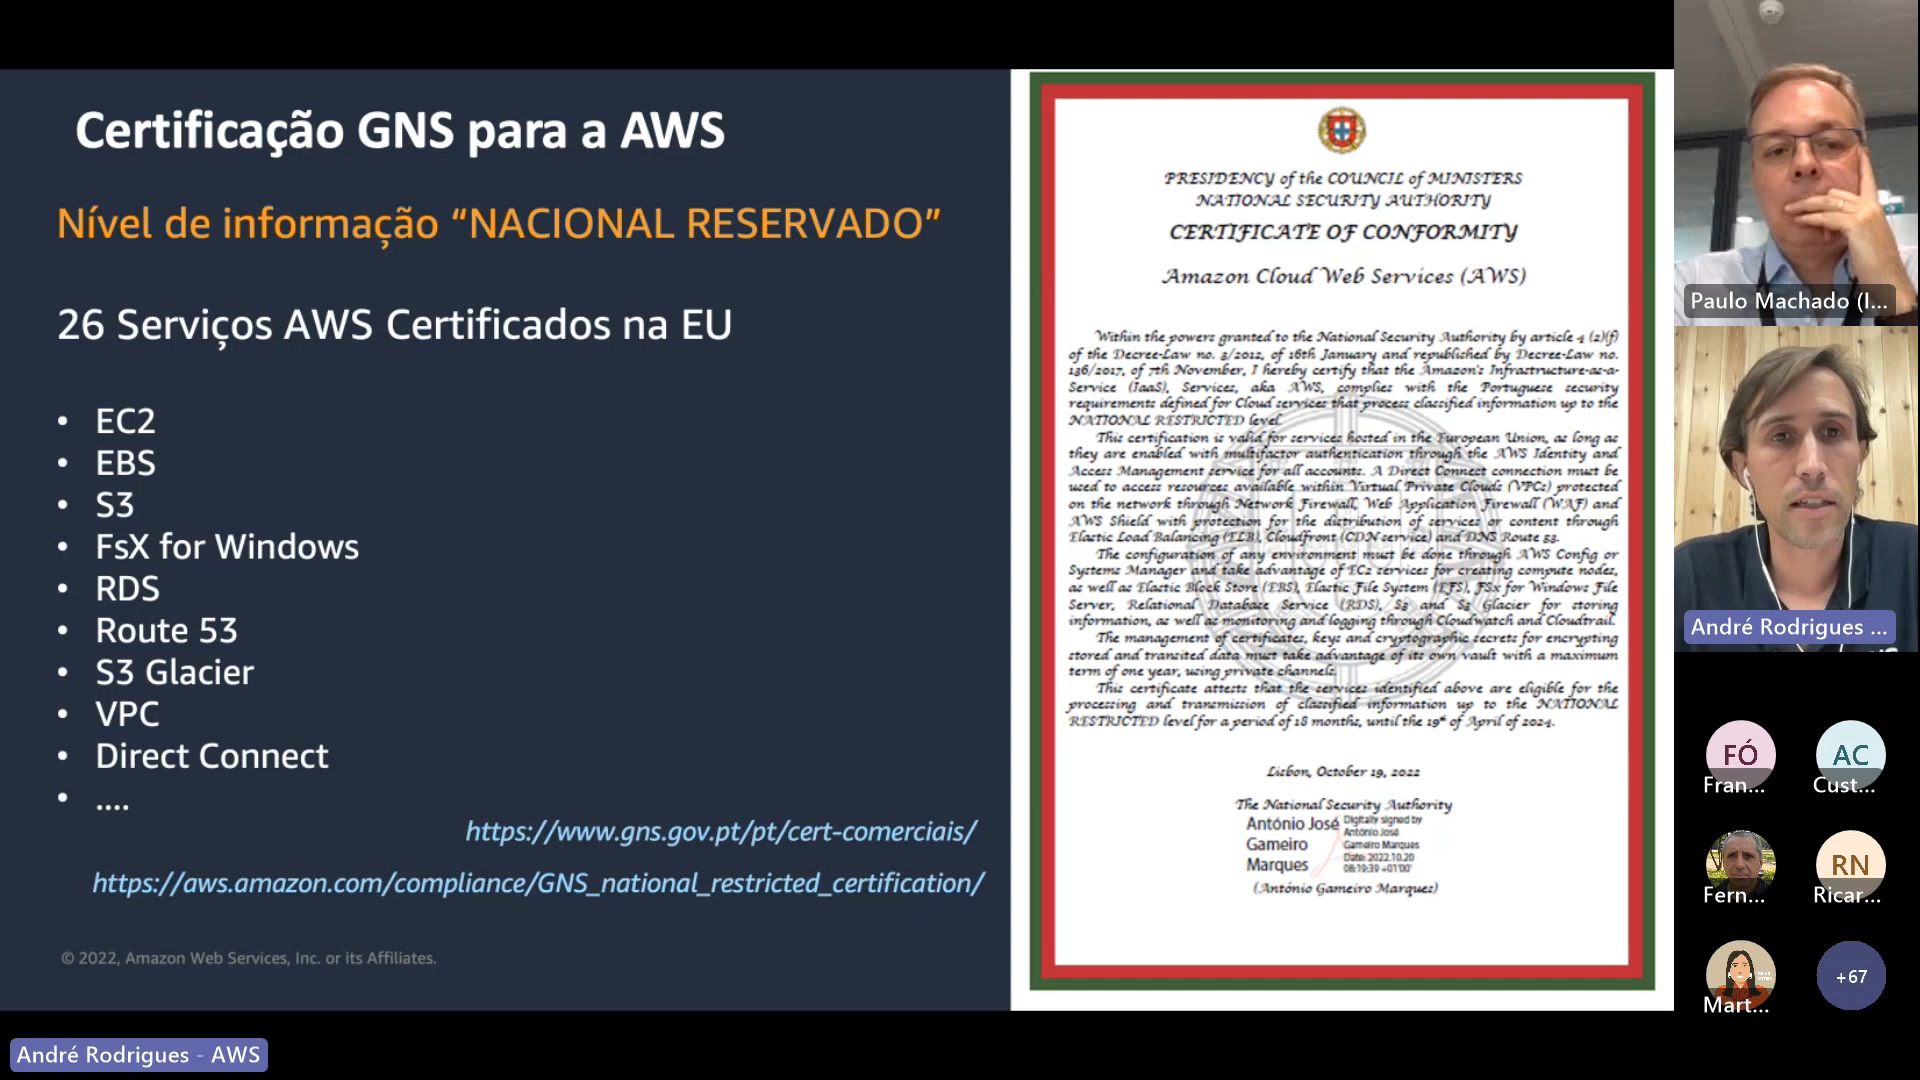 Certificação GNS para a AWS
Nível de informação “NACIONAL RESERVADO”
26 Serviços AWS Certificados na EU
• EC2
• EBS
• S3
• FsX for Windows
• RDS
• Route 53
• S3 Glacier
• VPC
• Direct Connect
• ....
https://www.gns.gov.pt/pt/cert-comerciais/
https://aws.amazon.com/compliance/GNS_national_restricted_certification/
© 2022, Amazon Web Services, Inc. or its Affiliates.
PRESIDENCY of the COUNCIL of MINISTERS
NATIONAL SECURITY AUTHORITY
CERTIFICATE OF CONFORMITY
Amazon Cloud Web Services (AWS)
Within the powers granted to the National Security Authority by article 4 (2)(f)
of the Decree-Law no. 3/2012, of 16th January and republished by Decree-Law no.
136/2017, of 7th November, I hereby certify that the Amazon's Infrastructure-as-a-
Service (IaaS), Services, aka AWS, complies with the Portuguese security
requirements defined for Cloud services that process classified information up to the
NATIONAL RESTRICTED level.
This certification is valid for services hosted in the European Union, as long as
they are enabled with multifactor authentication through the AWS Identity and
Access Management service for all accounts. A Direct Connect connection must be
used to access resources available within Virtual Private Clouds (VPCs) protected
on the network through Network Firewall, Web Application Firewall (WAF) and
AWS Shield with protection for the distribution of services or content through
Elastic Load Balancing (ELB), Cloudfront (CDN service) and DNS Route 53.
The configuration of any environment must be done through AWS Config or
Systems Manager and take advantage of EC2 services for creating compute nodes,
as well as Elastic Block Store (EBS), Elastic File System (EFS), FSx for Windows File
Server, Relational Database Service (RDS), S3 and S3 Glacier for storing
information, as well as monitoring and logging through Cloudwatch and Cloudtrail.
The management of certificates, keys and cryptographic secrets for encrypting
stored and transited data must take advantage of its own vault with a maximum
term of one year, using private channels.
This certificate attests that the services identified above are eligible for the
processing and transmission of classified information up to the NATIONAL
RESTRICTED level for a period of 18 months, until the 19th of April of 2024.
Lisbon, October 19, 2022
The National Security Authority
António José
Gameiro
Marques
Digitally signed by
António José
Gameiro Marques
Date: 2022.10.20
08:19:39 +01'00'
(António Gameiro Marques)
Paulo Machado (I...
André Rodrigues ...
FÓ
Fran...
AC
Cust...
Fern...
RN
Ricar...
Mart...
+67
André Rodrigues - AWS